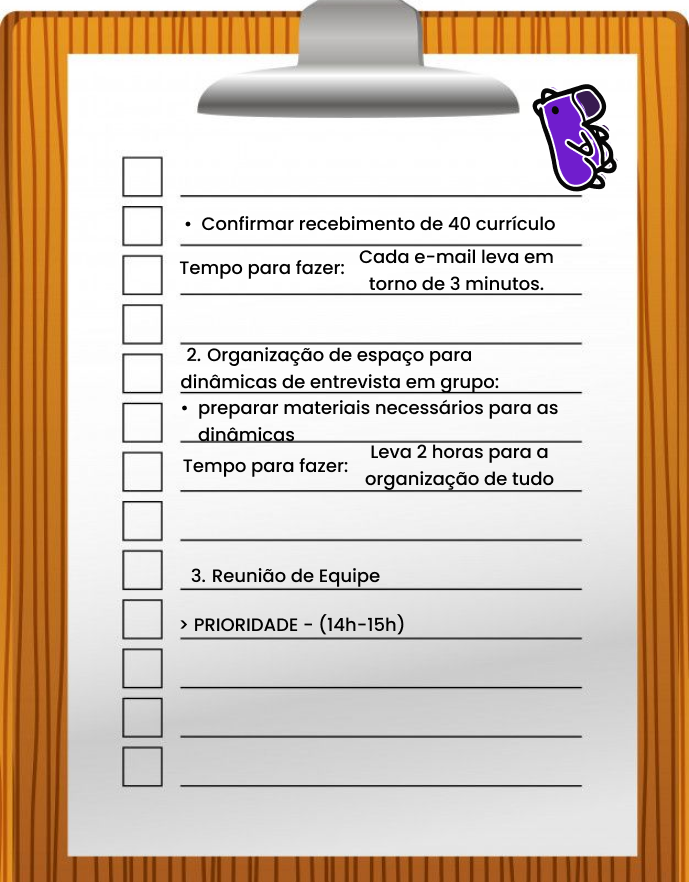 • Confirmar recebimento de 40 currículo
Tempo para fazer: Cada e-mail leva em
torno de 3 minutos.
2. Organização de espaço para
dinâmicas de entrevista em grupo:
• preparar materiais necessários para as
dinâmicas
Tempo para fazer: Leva 2 horas para a
organização de tudo
3. Reunião de Equipe
> PRIORIDADE - (14h-15h)